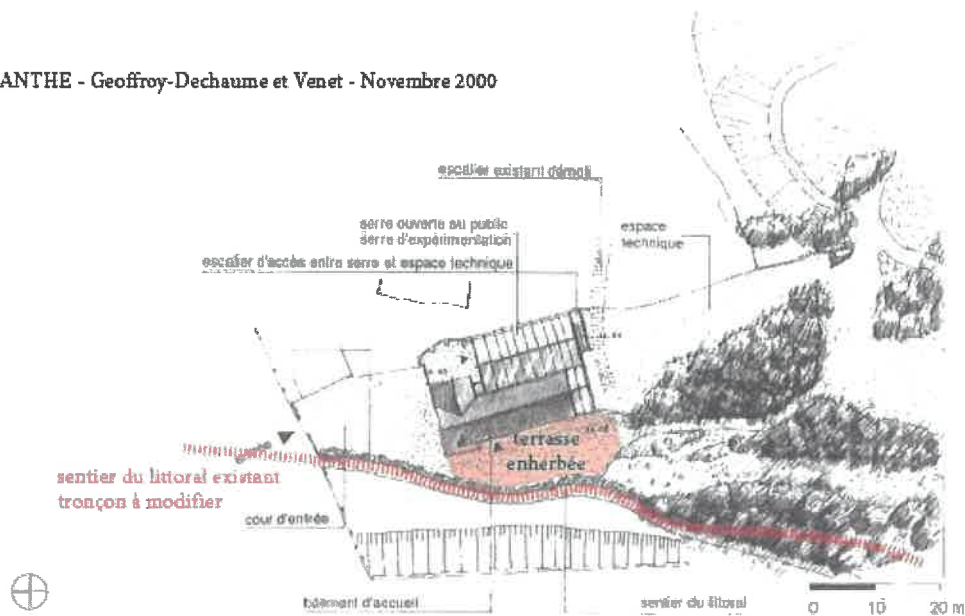 ANTHE - Geoffroy-Dechaume et Venet - Novembre 2000
escalier existant démoli
serre ouverte au public
serre d'expérimentation
espace
technique
escalier d'accès entre serre et espace technique
terrasse
enherbée
sentier du littoral existant
tronçon à modifier
cour d'entrée
bâtiment d'accueil
sentier du littoral
0 10 20 m